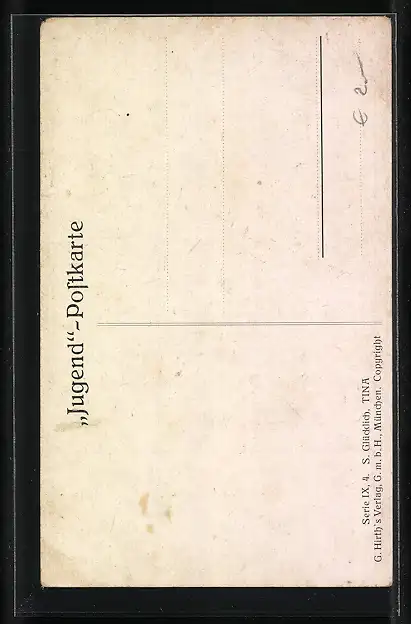 „Jugend“-Poſtkarte
Serie IX, 4. S. Glücklich, TINA
G. Hirth's Verlag, G. m. b. H., München, Copyright
€ 2.–